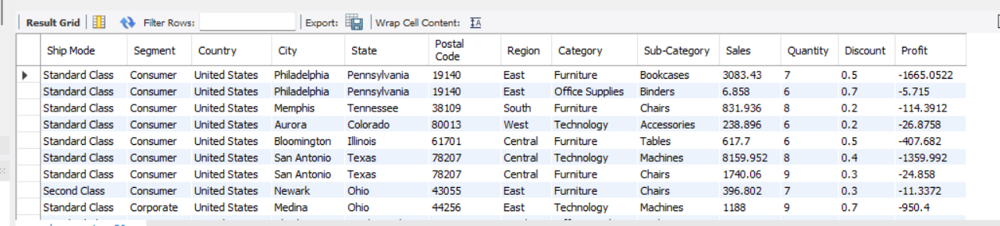 Result Grid Filter Rows: Export: Wrap Cell Content: IA
Ship Mode Segment Country City State Postal Code Region Category Sub-Category Sales Quantity Discount Profit
Standard Class Consumer United States Philadelphia Pennsylvania 19140 East Furniture Bookcases 3083.43 7 0.5 -1665.0522
Standard Class Consumer United States Philadelphia Pennsylvania 19140 East Office Supplies Binders 6.858 6 0.7 -5.715
Standard Class Consumer United States Memphis Tennessee 38109 South Furniture Chairs 831.936 8 0.2 -114.3912
Standard Class Consumer United States Aurora Colorado 80013 West Technology Accessories 238.896 6 0.2 -26.8758
Standard Class Consumer United States Bloomington Illinois 61701 Central Furniture Tables 617.7 6 0.5 -407.682
Standard Class Consumer United States San Antonio Texas 78207 Central Technology Machines 8159.952 8 0.4 -1359.992
Standard Class Consumer United States San Antonio Texas 78207 Central Furniture Chairs 1740.06 9 0.3 -24.858
Second Class Consumer United States Newark Ohio 43055 East Furniture Chairs 396.802 7 0.3 -11.3372
Standard Class Corporate United States Medina Ohio 44256 East Technology Machines 1188 9 0.7 -950.4